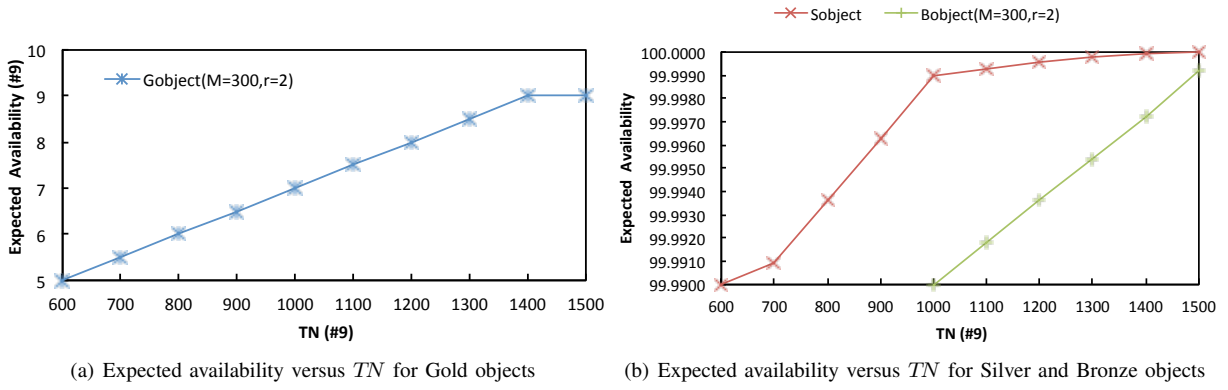 Expected Availability (#9)
10
9
8
7
6
5
Gobject(M=300,r=2)
600 700 800 900 1000 1100 1200 1300 1400 1500
TN (#9)
(a) Expected availability versus TN for Gold objects
Sobject Bobject(M=300,r=2)
Expected Availability
100.0000
99.9990
99.9980
99.9970
99.9960
99.9950
99.9940
99.9930
99.9920
99.9910
99.9900
600 700 800 900 1000 1100 1200 1300 1400 1500
TN (#9)
(b) Expected availability versus TN for Silver and Bronze objects